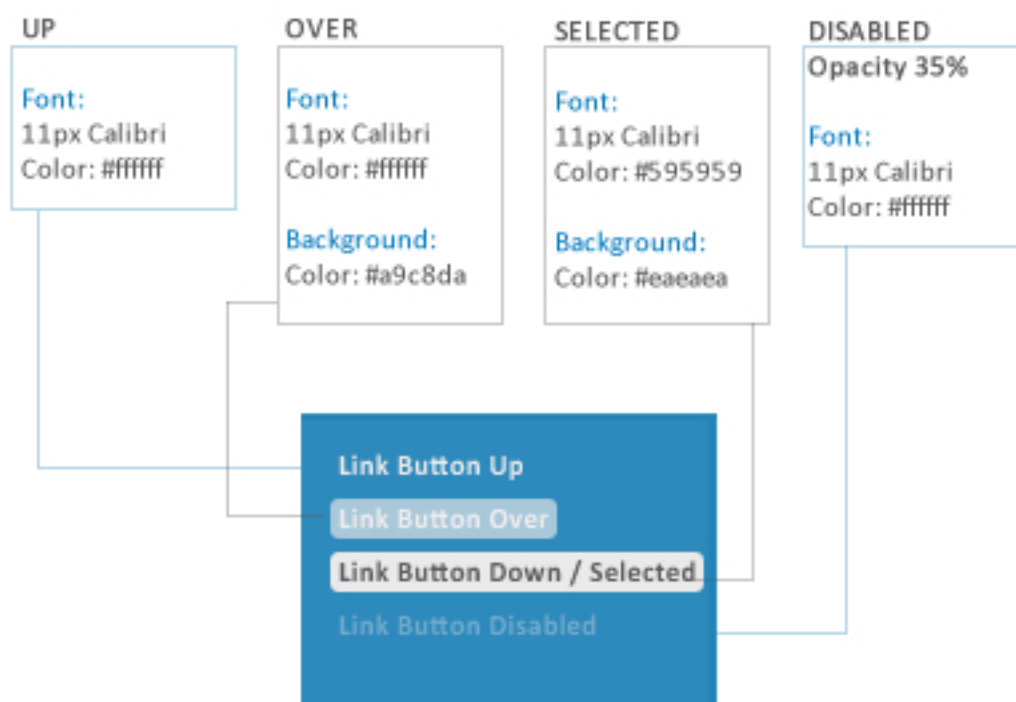 UP
Font:
11px Calibri
Color: #ffffff
OVER
Font:
11px Calibri
Color: #ffffff
Background:
Color: #a9c8da
SELECTED
Font:
11px Calibri
Color: #595959
Background:
Color: #eaeaea
DISABLED
Opacity 35%
Font:
11px Calibri
Color: #ffffff
Link Button Up
Link Button Over
Link Button Down / Selected
Link Button Disabled